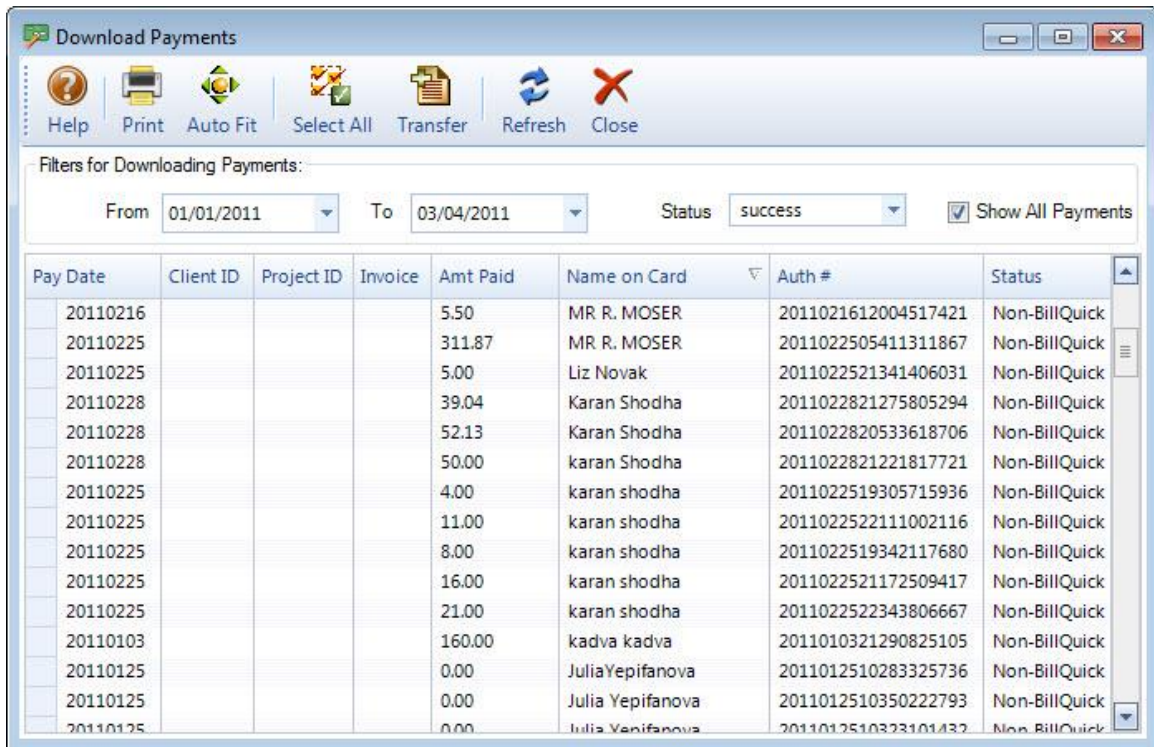 Download Payments
Help Print Auto Fit Select All Transfer Refresh Close
Filters for Downloading Payments:
From 01/01/2011 To 03/04/2011 Status success Show All Payments
Pay Date Client ID Project ID Invoice Amt Paid Name on Card Auth # Status
20110216 5.50 MR R. MOSER 2011021612004517421 Non-BillQuick
20110225 311.87 MR R. MOSER 2011022505411311867 Non-BillQuick
20110225 5.00 Liz Novak 2011022521341406031 Non-BillQuick
20110228 39.04 Karan Shodha 2011022821275805294 Non-BillQuick
20110228 52.13 Karan Shodha 2011022820533618706 Non-BillQuick
20110228 50.00 karan Shodha 2011022821221817721 Non-BillQuick
20110225 4.00 karan shodha 2011022519305715936 Non-BillQuick
20110225 11.00 karan shodha 2011022522111002116 Non-BillQuick
20110225 8.00 karan shodha 2011022519342117680 Non-BillQuick
20110225 16.00 karan shodha 2011022521172509417 Non-BillQuick
20110225 21.00 karan shodha 2011022522343806667 Non-BillQuick
20110103 160.00 kadva kadva 2011010321290825105 Non-BillQuick
20110125 0.00 JuliaYepifanova 2011012510283325736 Non-BillQuick
20110125 0.00 Julia Yepifanova 2011012510350222793 Non-BillQuick
20110125 0.00 Julia Yepifanova 2011012510323101432 Non-BillQuick